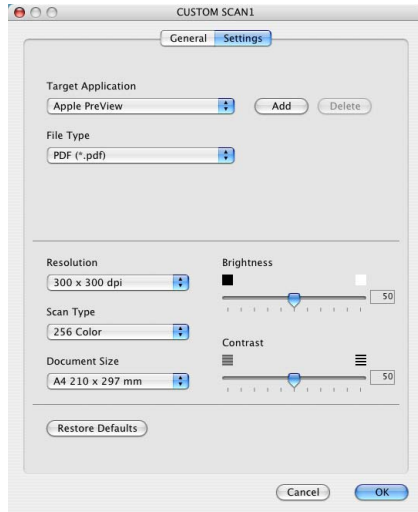 CUSTOM SCAN1
General Settings
Target Application
Apple PreView Add Delete
File Type
PDF (*.pdf)
Resolution
300 x 300 dpi
Scan Type
256 Color
Document Size
A4 210 x 297 mm
Brightness
50
Contrast
50
Restore Defaults
Cancel OK